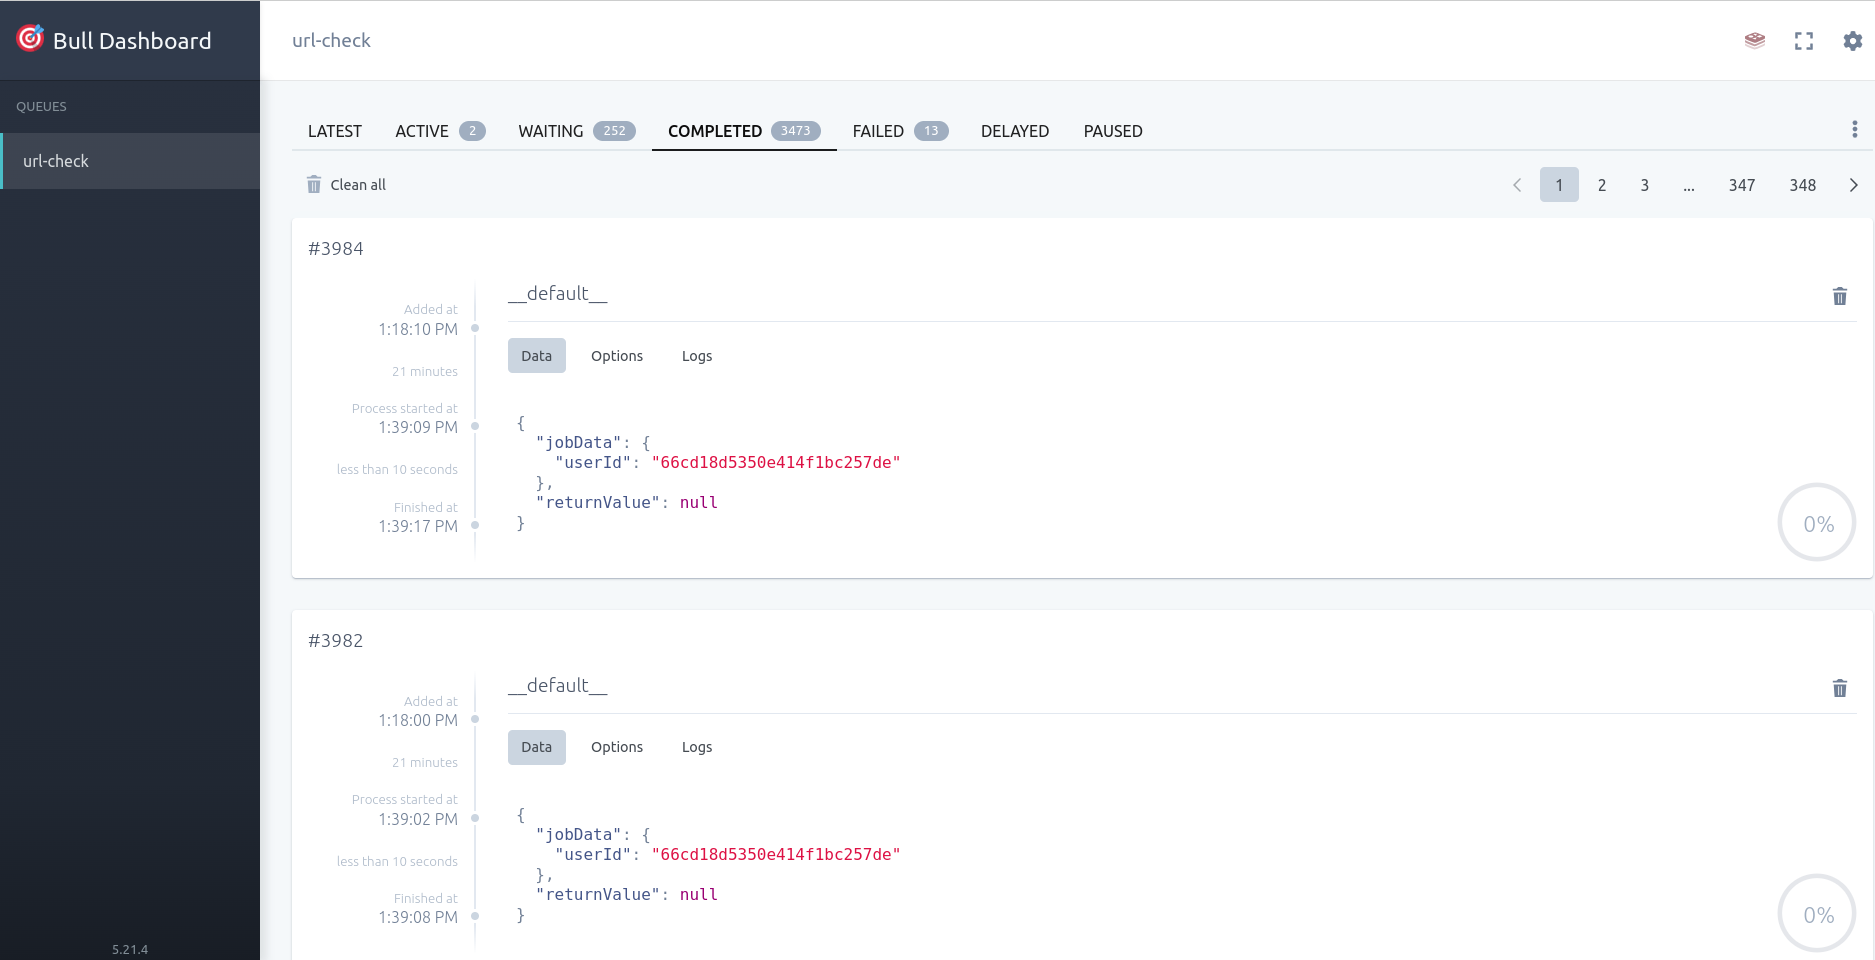 Bull Dashboard
url-check
QUEUES
url-check
LATEST ACTIVE 2 WAITING 252 COMPLETED 3473 FAILED 13 DELAYED PAUSED
Clean all 1 2 3 ... 347 348
#3984
__default__
Added at
1:18:10 PM
21 minutes
Process started at
1:39:09 PM
less than 10 seconds
Finished at
1:39:17 PM
Data Options Logs
{
"jobData": {
"userId": "66cd18d5350e414f1bc257de"
},
"returnValue": null
}
0%
#3982
__default__
Added at
1:18:00 PM
21 minutes
Process started at
1:39:02 PM
less than 10 seconds
Finished at
1:39:08 PM
Data Options Logs
{
"jobData": {
"userId": "66cd18d5350e414f1bc257de"
},
"returnValue": null
}
0%
5.21.4